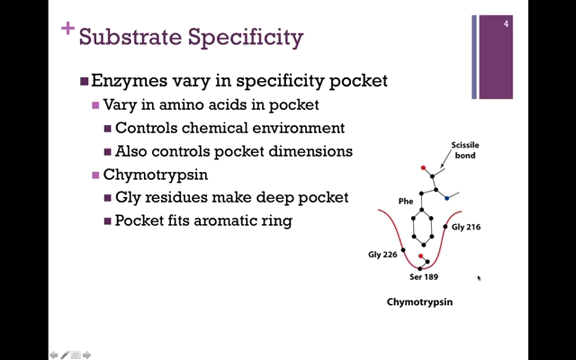 4
+ Substrate Specificity
Enzymes vary in specificity pocket
Vary in amino acids in pocket
Controls chemical environment
Also controls pocket dimensions
Chymotrypsin
Gly residues make deep pocket
Pocket fits aromatic ring
Scissile
bond
Phe
Gly 216
Gly 226
Ser 189
Chymotrypsin